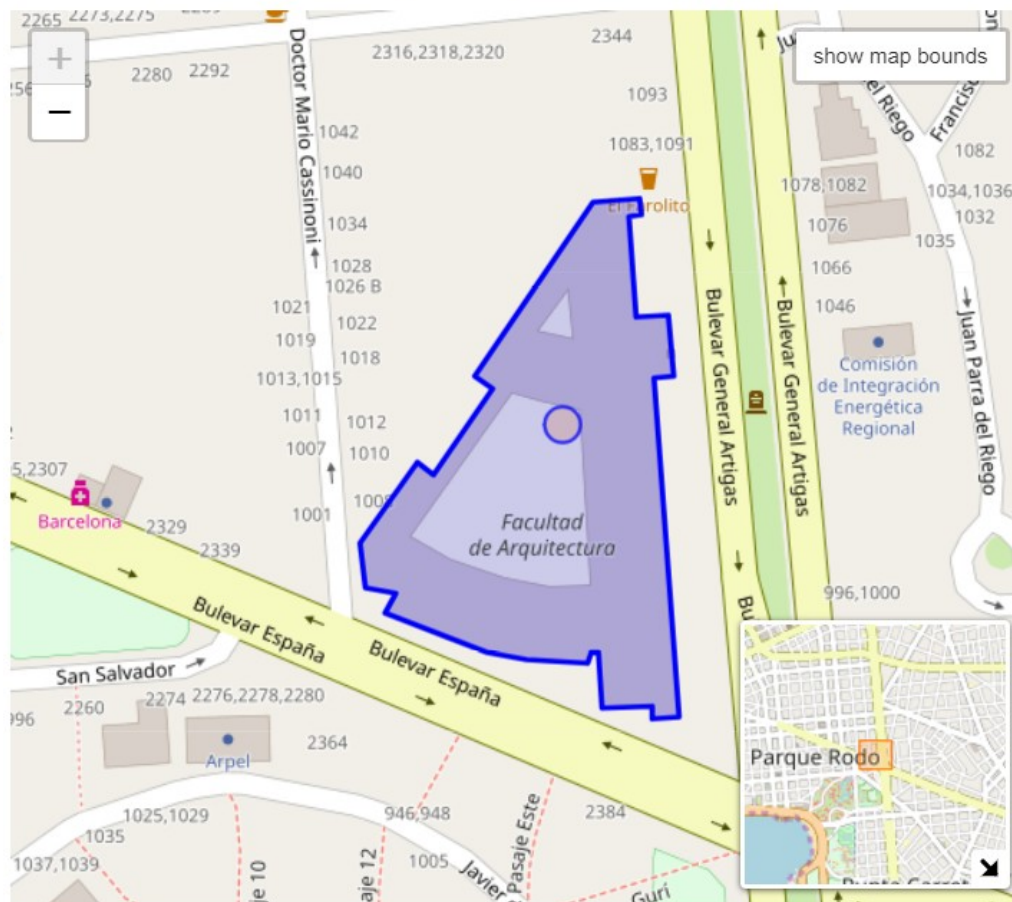 2265
2273,2275
2280
2292
2316,2318,2320
2344
show map bounds
Doctor Mario Cassinoni
1042
1040
1034
1028
1026 B
1022
1018
1012
1010
1021
1019
1013,1015
1011
1007
1001
1093
1083,1091
El Farolito
Bulevar General Artigas
Bulevar General Artigas
del Riego
1082
1078,1082
1034,1036
1032
1076
1035
1066
1046
Juan Parra del Riego
Comisión
de Integración
Energética
Regional
Facultad
de Arquitectura
Barcelona
2329
2339
996,1000
Bulevar España
Bulevar España
San Salvador
2260
2274
2276,2278,2280
2364
Arpel
1025,1029
1035
1037,1039
946,948
1005
2384
Pasaje Este
Javier
Gurí
Parque Rodo